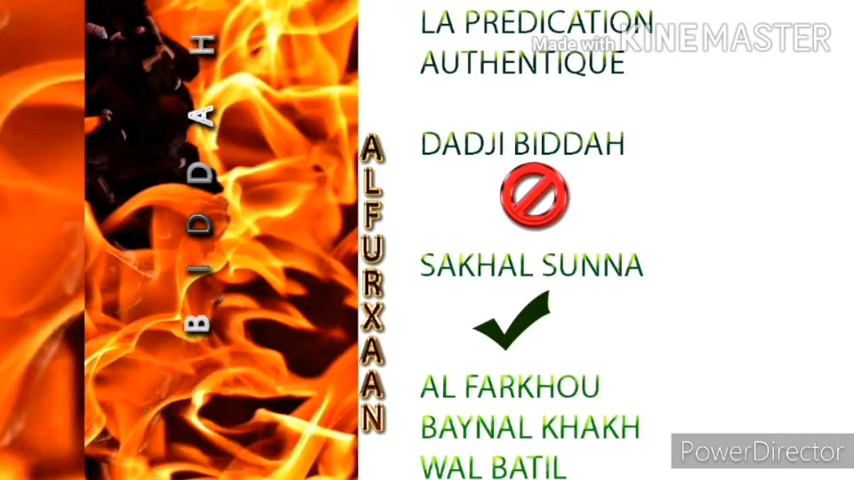 BIDDAH
ALFURXAAN
LA PREDICATION
Made with KINEMASTER
AUTHENTIQUE
DADJI BIDDAH
SAKHAL SUNNA
AL FARKHOU
BAYNAL KHAKH
WAL BATIL
PowerDirector